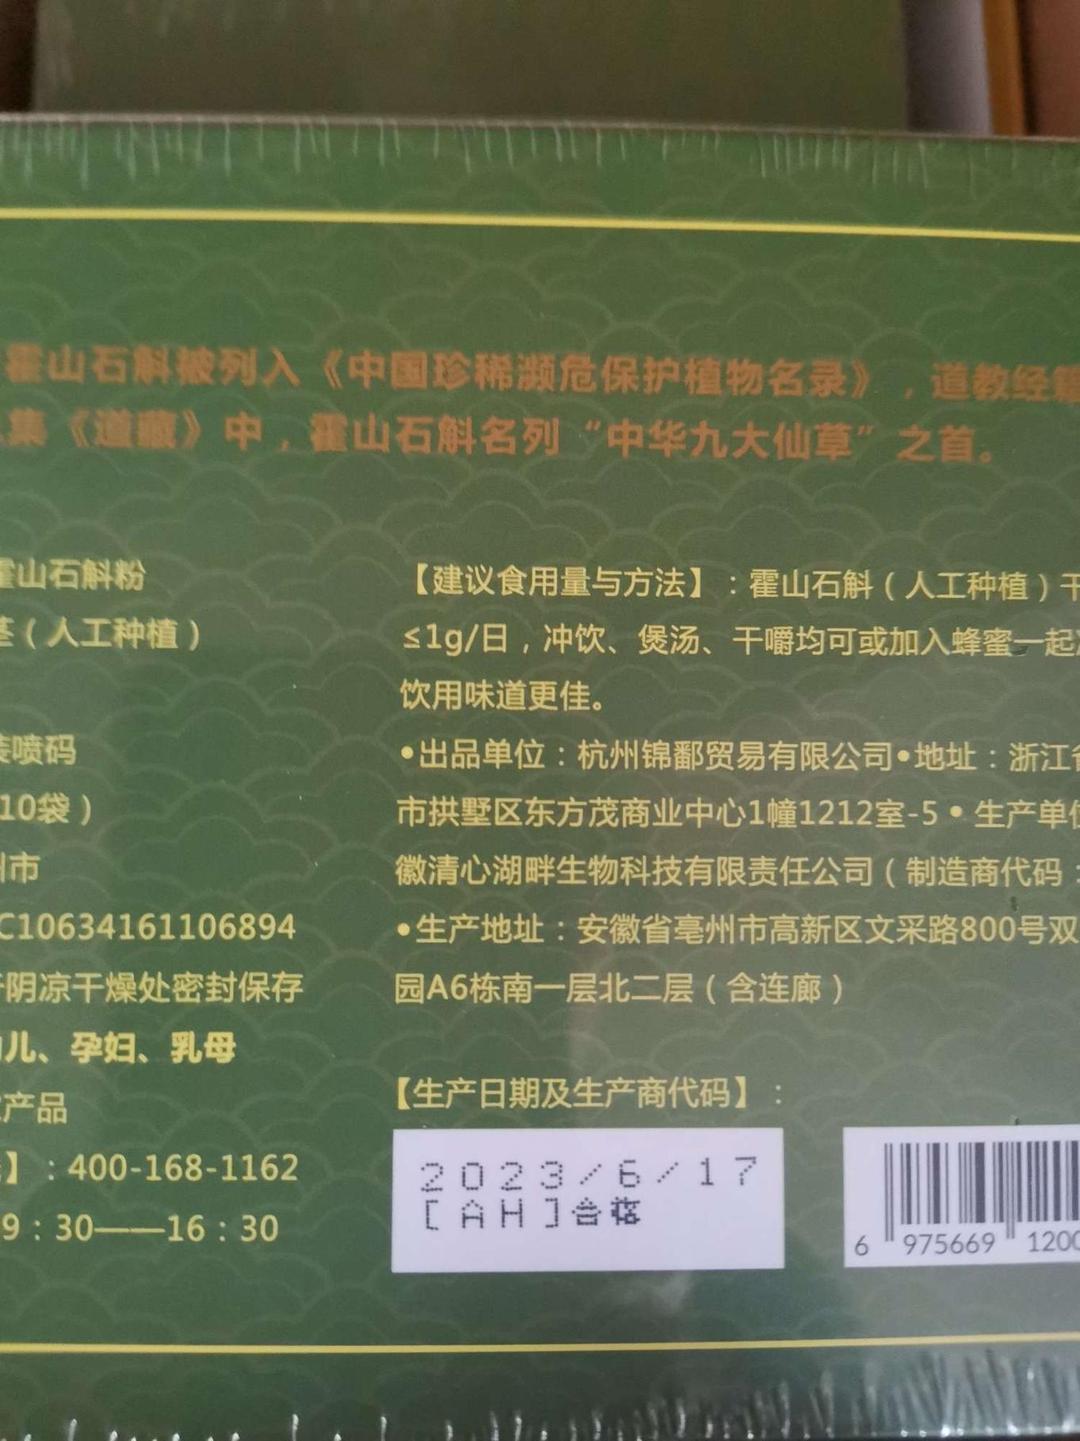 霍山石斛被列入《中国珍稀濒危保护植物名录》，道教经籍
集《道藏》中，霍山石斛名列“中华九大仙草”之首。
霍山石斛粉
茎（人工种植）
装喷码
10袋）
州市
C10634161106894
阴凉干燥处密封保存
儿、孕妇、乳母
产品
】：400-168-1162
9：30——16：30
【建议食用量与方法】：霍山石斛（人工种植）干
≤1g/日，冲饮、煲汤、干嚼均可或加入蜂蜜一起
饮用味道更佳。
•出品单位：杭州锦鄱贸易有限公司•地址：浙江省
市拱墅区东方茂商业中心1幢1212室-5•生产单位
徽清心湖畔生物科技有限责任公司（制造商代码：
•生产地址：安徽省亳州市高新区文采路800号双
园A6栋南一层北二层（含连廊）
【生产日期及生产商代码】：
2023/6/17
[AH]合格
6 975669 1200